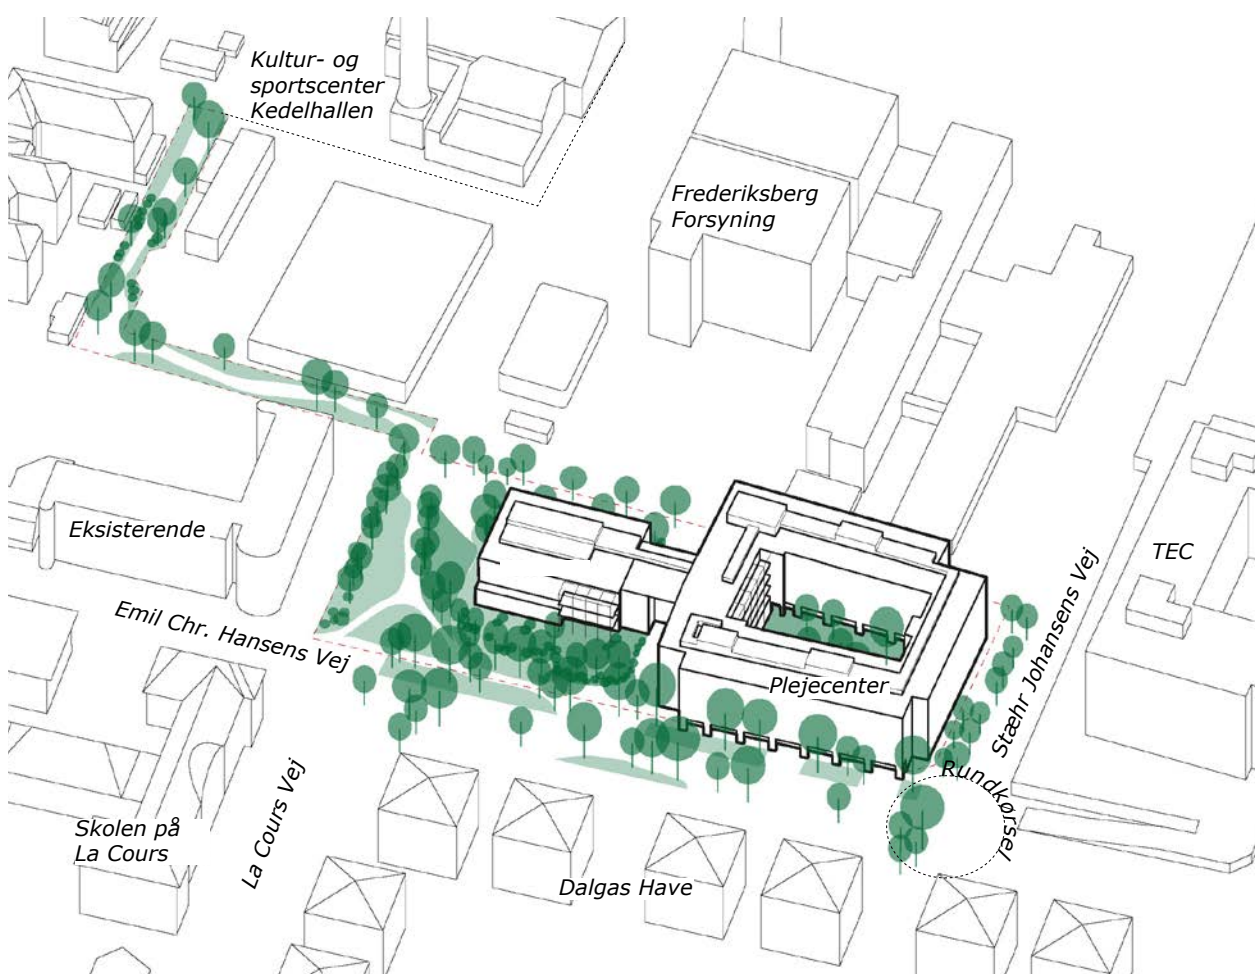 Kultur- og
sportscenter
Kedelhallen
Frederiksberg
Forsyning
Eksisterende
TEC
Emil Chr. Hansens Vej
Stæhr Johansens Vej
Plejecenter
Rundkørsel
La Cours Vej
Skolen på
La Cours
Dalgas Have